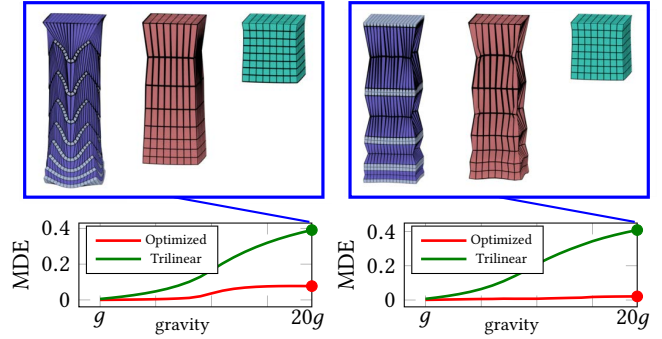 0.4
0.2
0
MDE
Optimized
Trilinear
g
gravity
20g
0.4
0.2
0
MDE
Optimized
Trilinear
g
gravity
20g